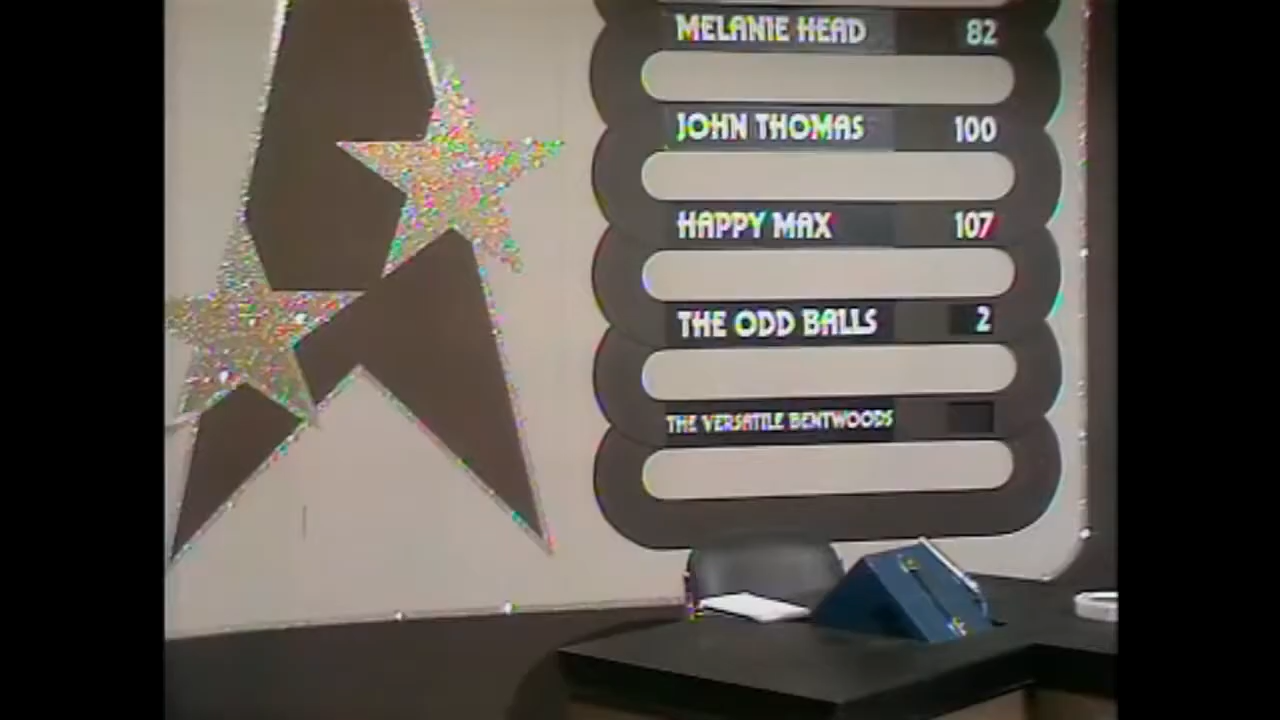 MELANIE HEAD 82
JOHN THOMAS 100
HAPPY MAX 107
THE ODD BALLS 2
THE VERSATILE BENTWOODS